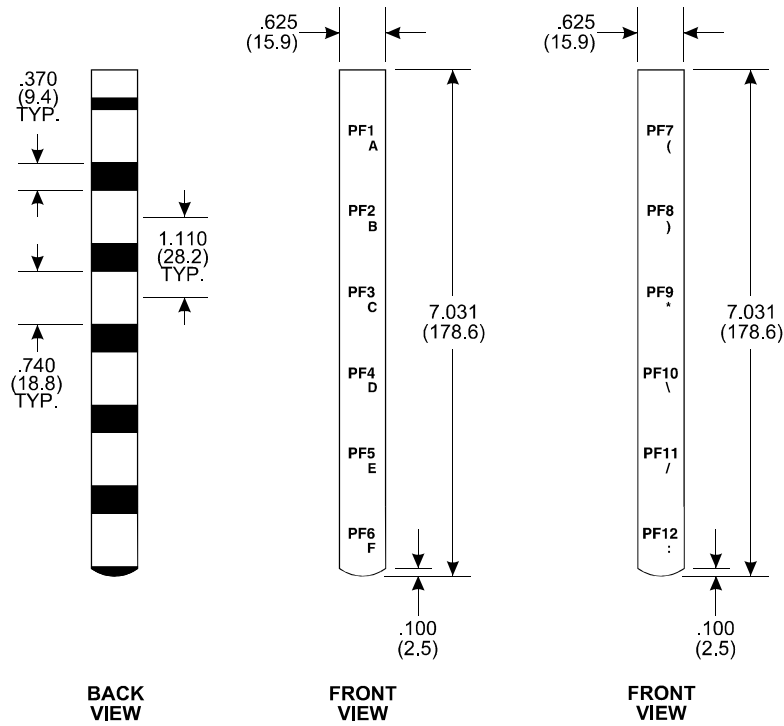 .625
(15.9)
.625
(15.9)
.370
(9.4)
TYP.
1.110
(28.2)
TYP.
.740
(18.8)
TYP.
PF1
A
PF2
B
PF3
C
PF4
D
PF5
E
PF6
F
7.031
(178.6)
.100
(2.5)
PF7
(
PF8
)
PF9
*
PF10
\
PF11
/
PF12
:
7.031
(178.6)
.100
(2.5)
BACK
VIEW
FRONT
VIEW
FRONT
VIEW